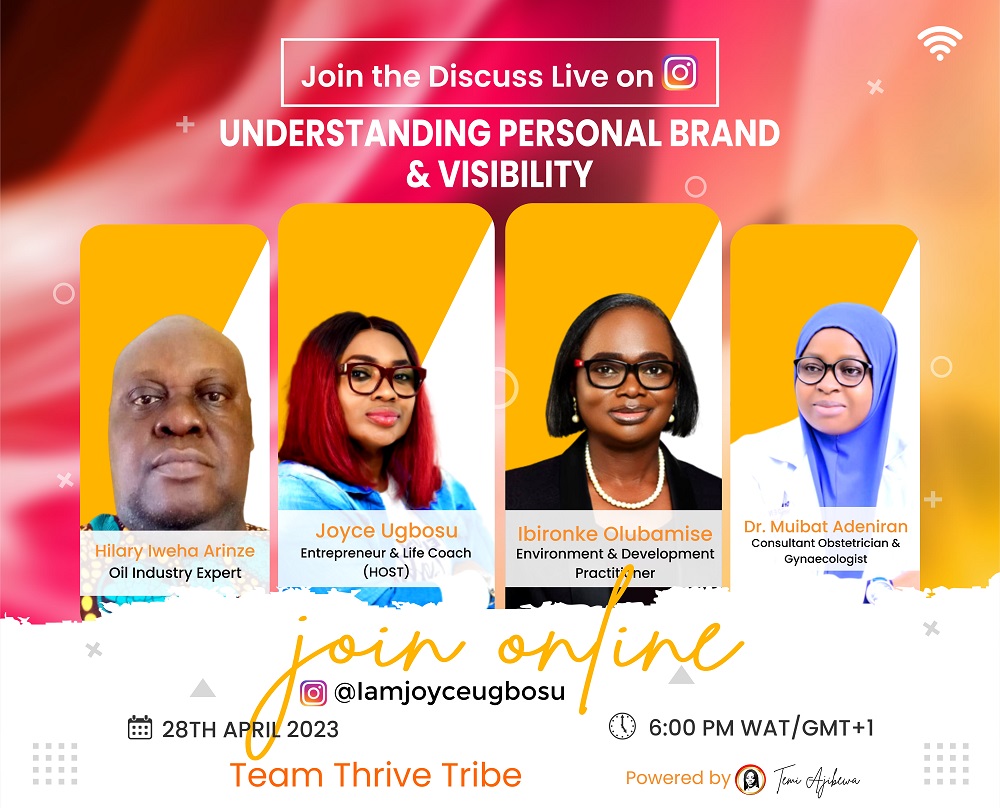 Join the Discuss Live on
UNDERSTANDING PERSONAL BRAND
& VISIBILITY
Hilary Iweha Arinze
Oil Industry Expert
Joyce Ugbosu
Entrepreneur & Life Coach
(HOST)
Ibironke Olubamise
Environment & Development
Practitioner
Dr. Muibat Adeniran
Consultant Obstetrician &
Gynaecologist
join online
@Iamjoyceugbosu
28TH APRIL 2023
6:00 PM WAT/GMT+1
Team Thrive Tribe
Powered by Temi Ajibewa